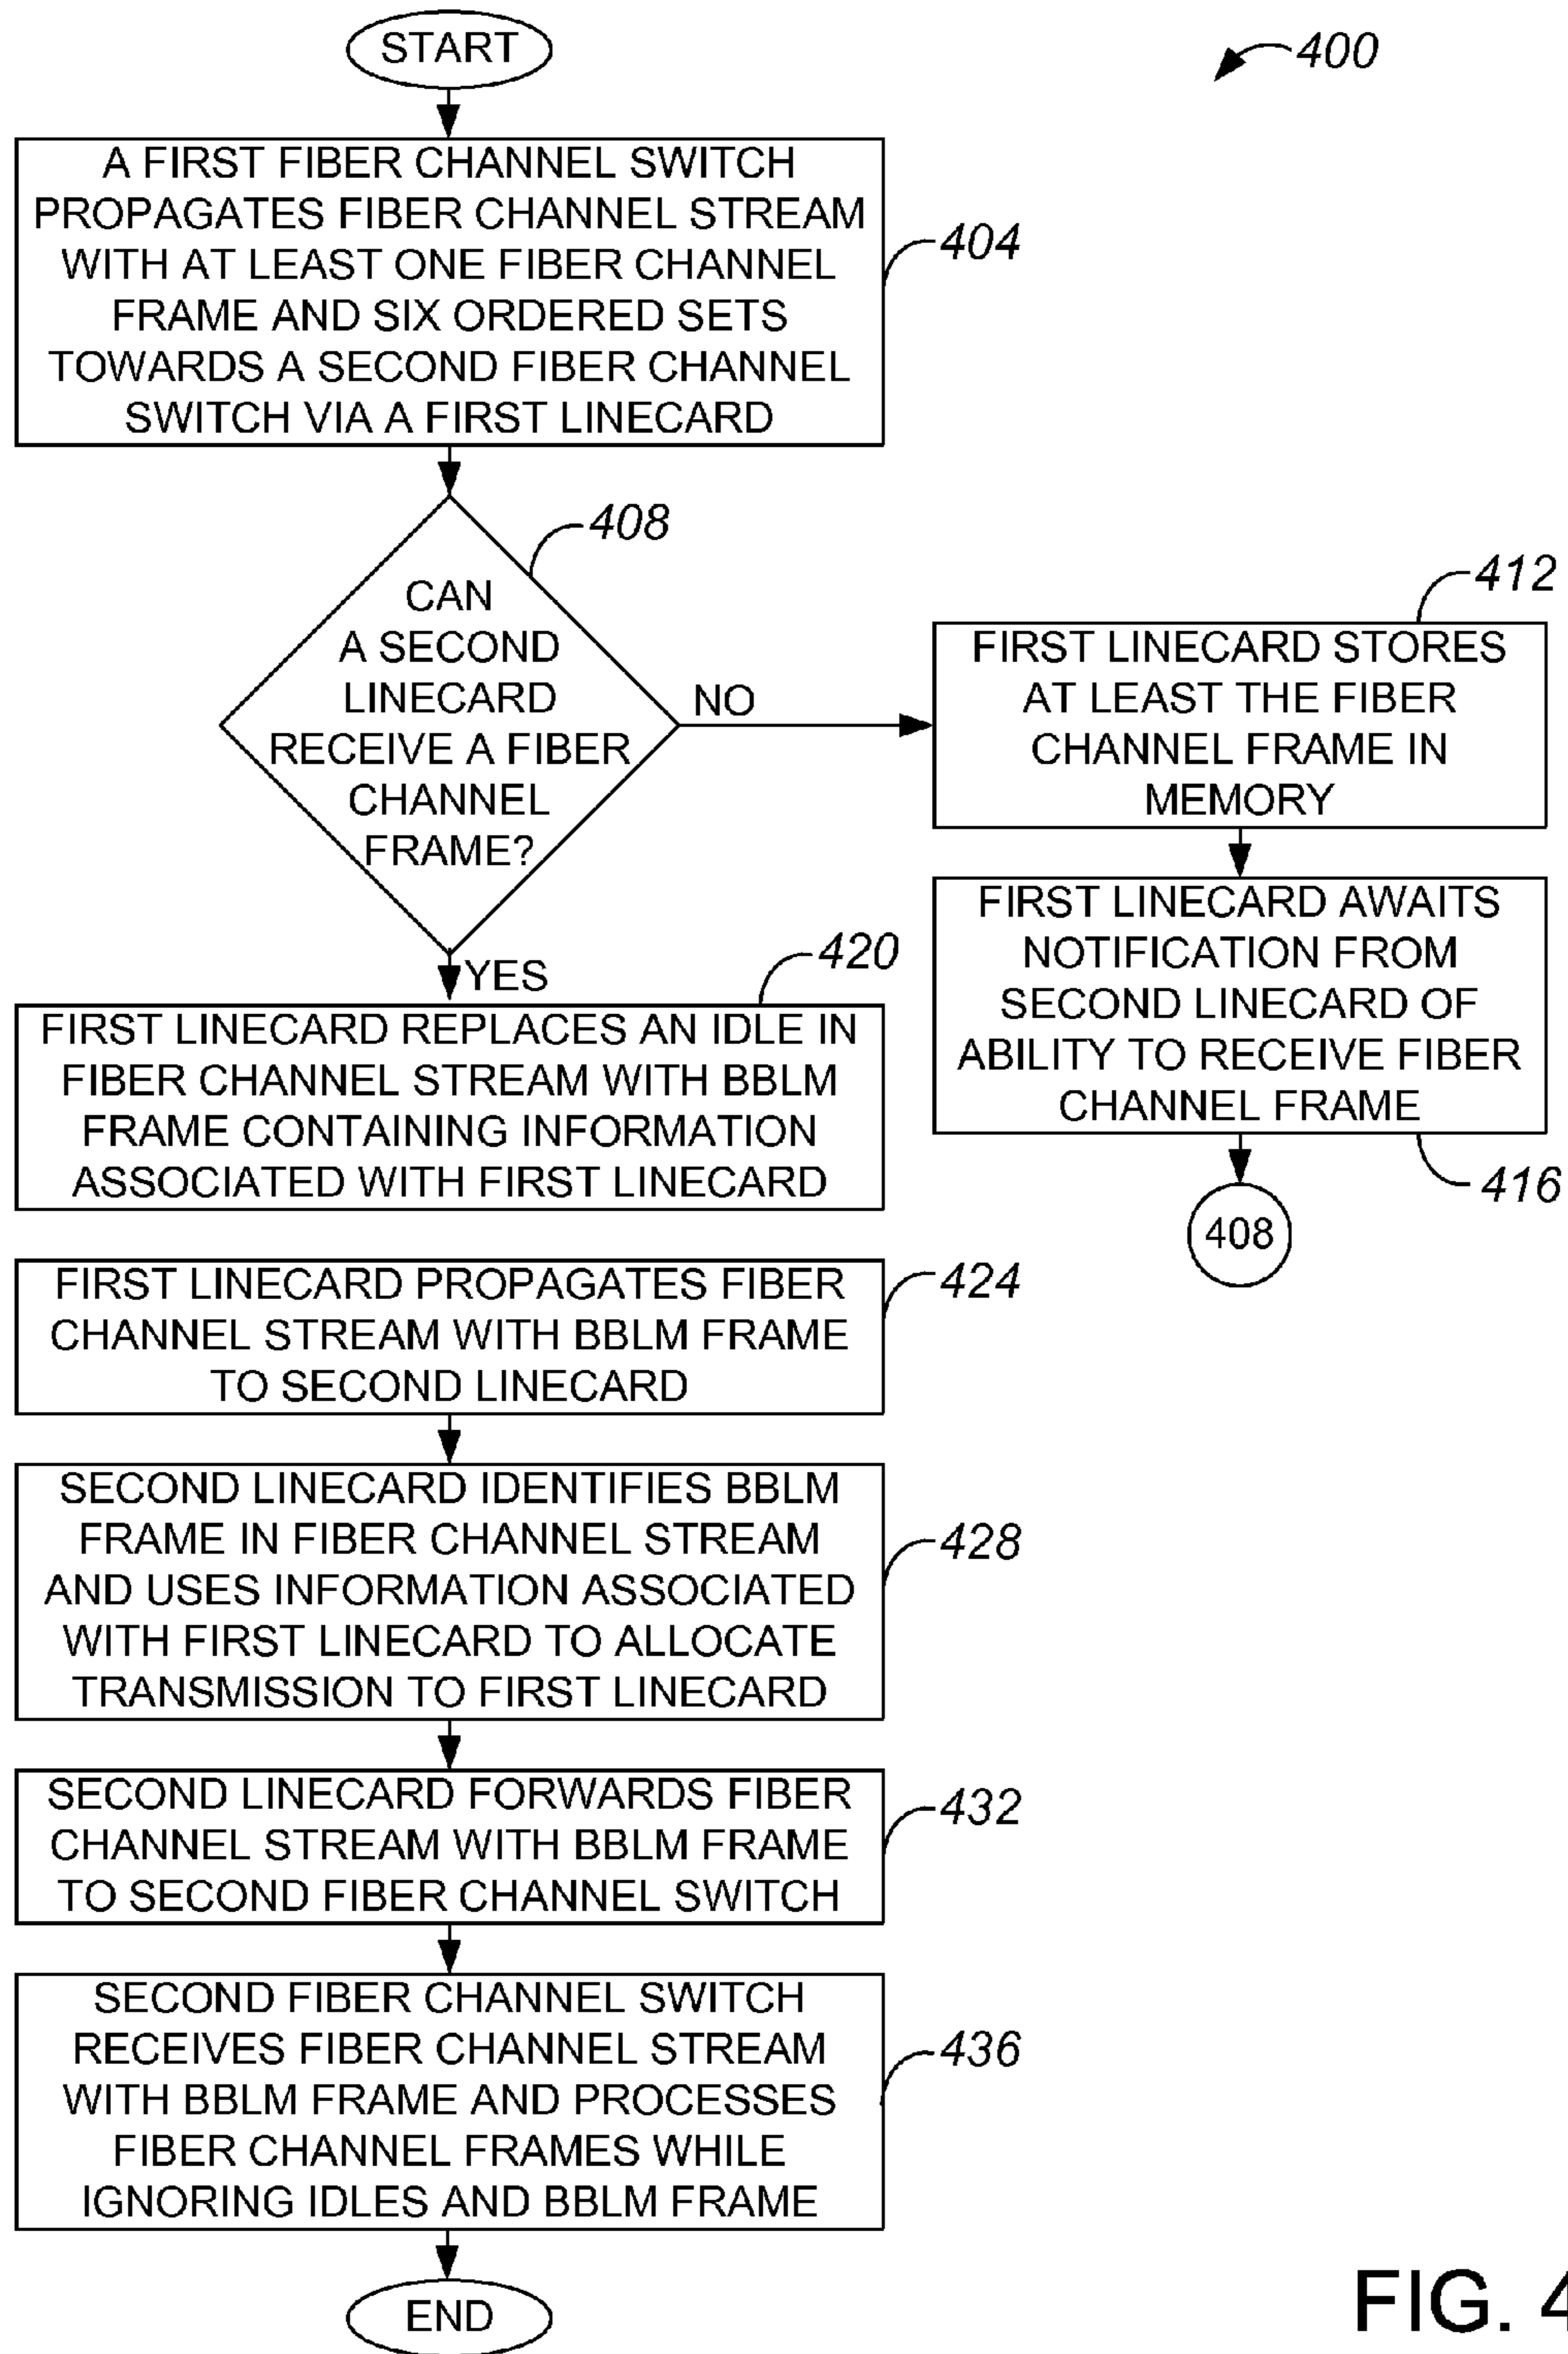 START
400
A FIRST FIBER CHANNEL SWITCH
PROPAGATES FIBER CHANNEL STREAM
WITH AT LEAST ONE FIBER CHANNEL
FRAME AND SIX ORDERED SETS
TOWARDS A SECOND FIBER CHANNEL
SWITCH VIA A FIRST LINECARD
404
408
CAN
A SECOND
LINECARD
RECEIVE A FIBER
CHANNEL
FRAME?
NO
YES
412
FIRST LINECARD STORES
AT LEAST THE FIBER
CHANNEL FRAME IN
MEMORY
FIRST LINECARD AWAITS
NOTIFICATION FROM
SECOND LINECARD OF
ABILITY TO RECEIVE FIBER
CHANNEL FRAME
416
408
420
FIRST LINECARD REPLACES AN IDLE IN
FIBER CHANNEL STREAM WITH BBLM
FRAME CONTAINING INFORMATION
ASSOCIATED WITH FIRST LINECARD
FIRST LINECARD PROPAGATES FIBER
CHANNEL STREAM WITH BBLM FRAME
TO SECOND LINECARD
424
SECOND LINECARD IDENTIFIES BBLM
FRAME IN FIBER CHANNEL STREAM
AND USES INFORMATION ASSOCIATED
WITH FIRST LINECARD TO ALLOCATE
TRANSMISSION TO FIRST LINECARD
428
SECOND LINECARD FORWARDS FIBER
CHANNEL STREAM WITH BBLM FRAME
TO SECOND FIBER CHANNEL SWITCH
432
SECOND FIBER CHANNEL SWITCH
RECEIVES FIBER CHANNEL STREAM
WITH BBLM FRAME AND PROCESSES
FIBER CHANNEL FRAMES WHILE
IGNORING IDLES AND BBLM FRAME
436
END
FIG. 4